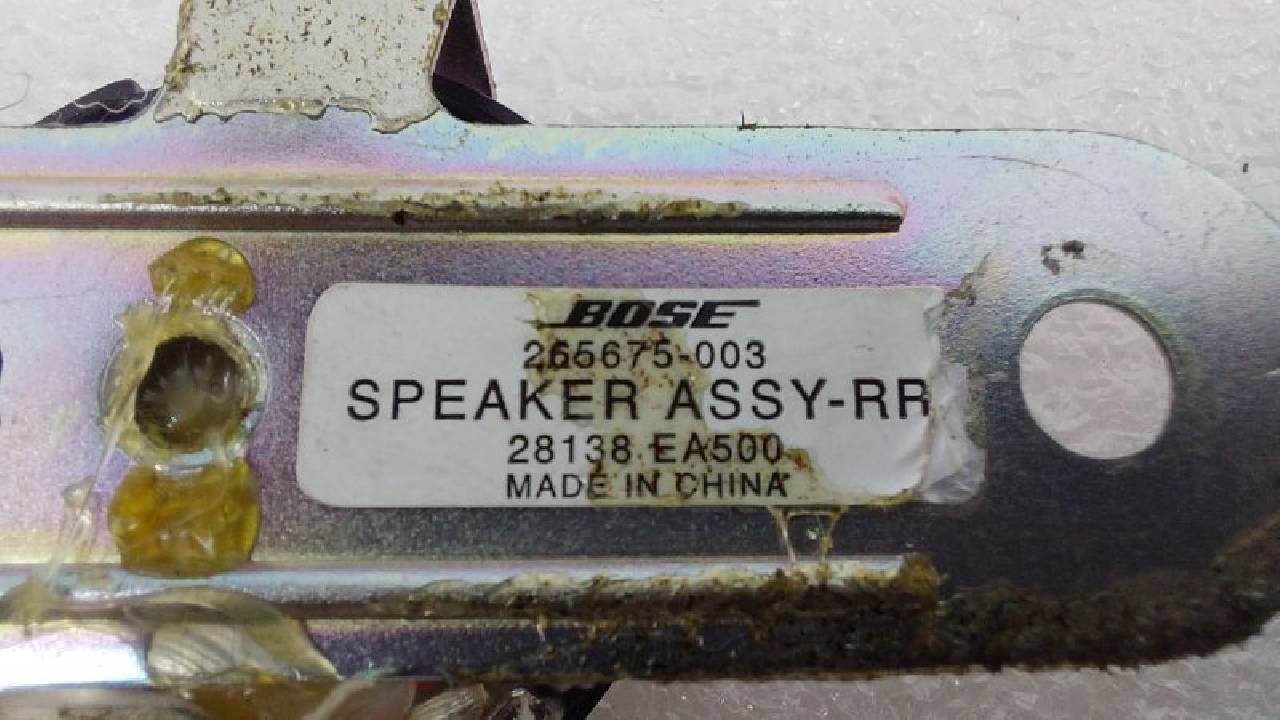 BOSE
265675-003
SPEAKER ASSY-RR
28138 EA500
MADE IN CHINA